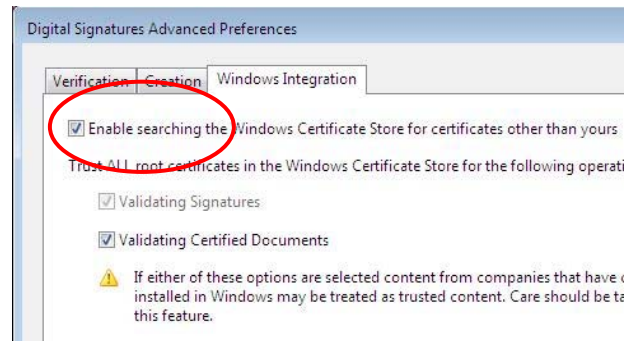 Digital Signatures Advanced Preferences
Verification Creation Windows Integration
Enable searching the Windows Certificate Store for certificates other than yours
Trust ALL root certificates in the Windows Certificate Store for the following operati
Validating Signatures
Validating Certified Documents
If either of these options are selected content from companies that have
installed in Windows may be treated as trusted content. Care should be ta
this feature.